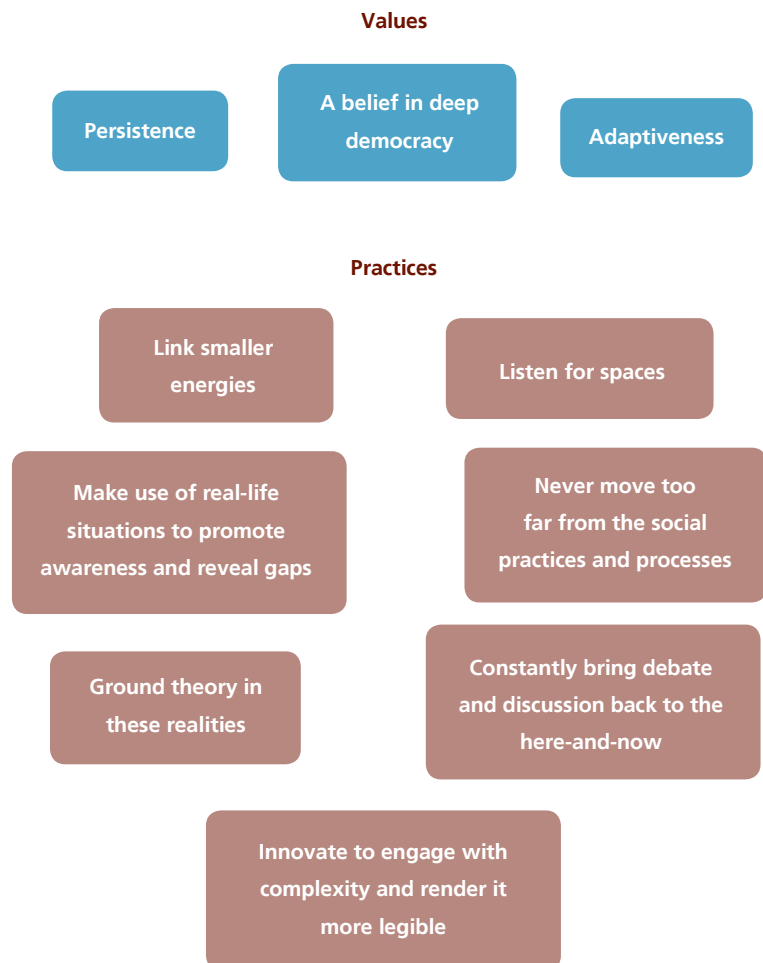 Values
Persistence
A belief in deep
democracy
Adaptiveness
Practices
Link smaller
energies
Listen for spaces
Make use of real-life
situations to promote
awareness and reveal gaps
Never move too
far from the social
practices and processes
Ground theory in
these realities
Constantly bring debate
and discussion back to the
here-and-now
Innovate to engage with
complexity and render it
more legible